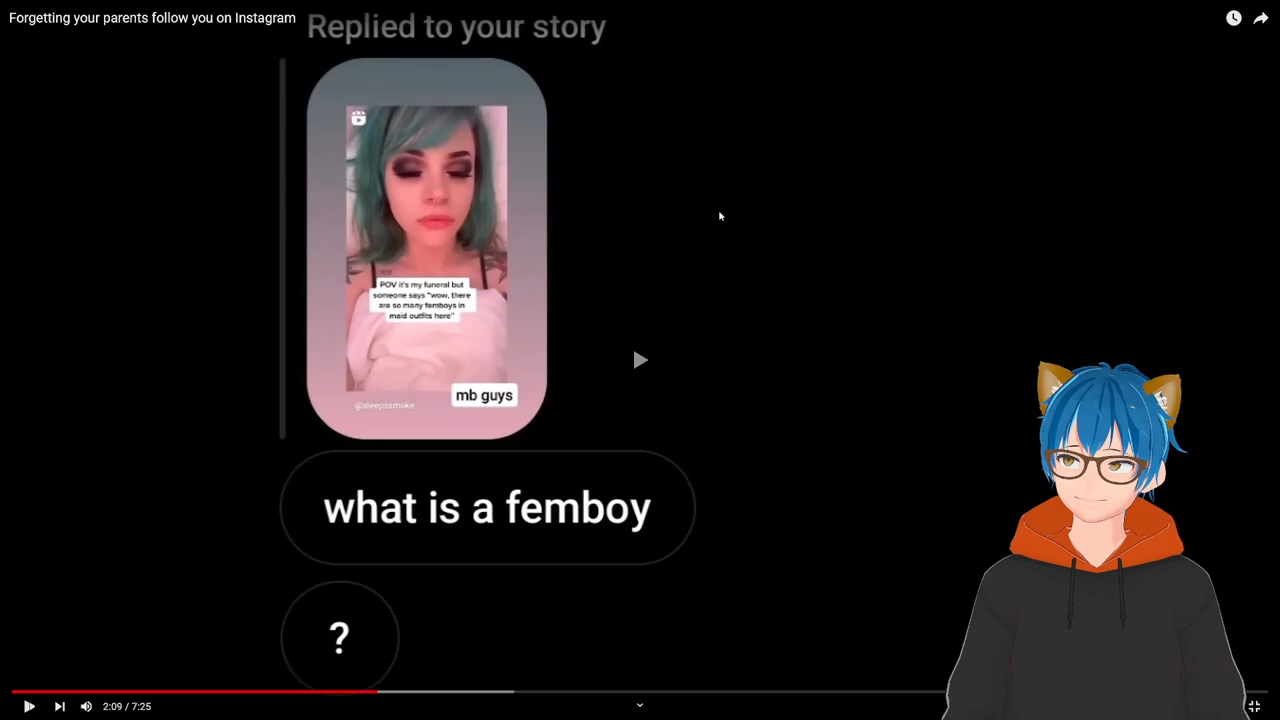 Forgetting your parents follow you on Instagram
Replied to your story
POV it's my funeral but
someone says "wow, there
are so many femboys in
maid outfits here"
mb guys
@sleepssmoke
what is a femboy
?
2:09 / 7:25